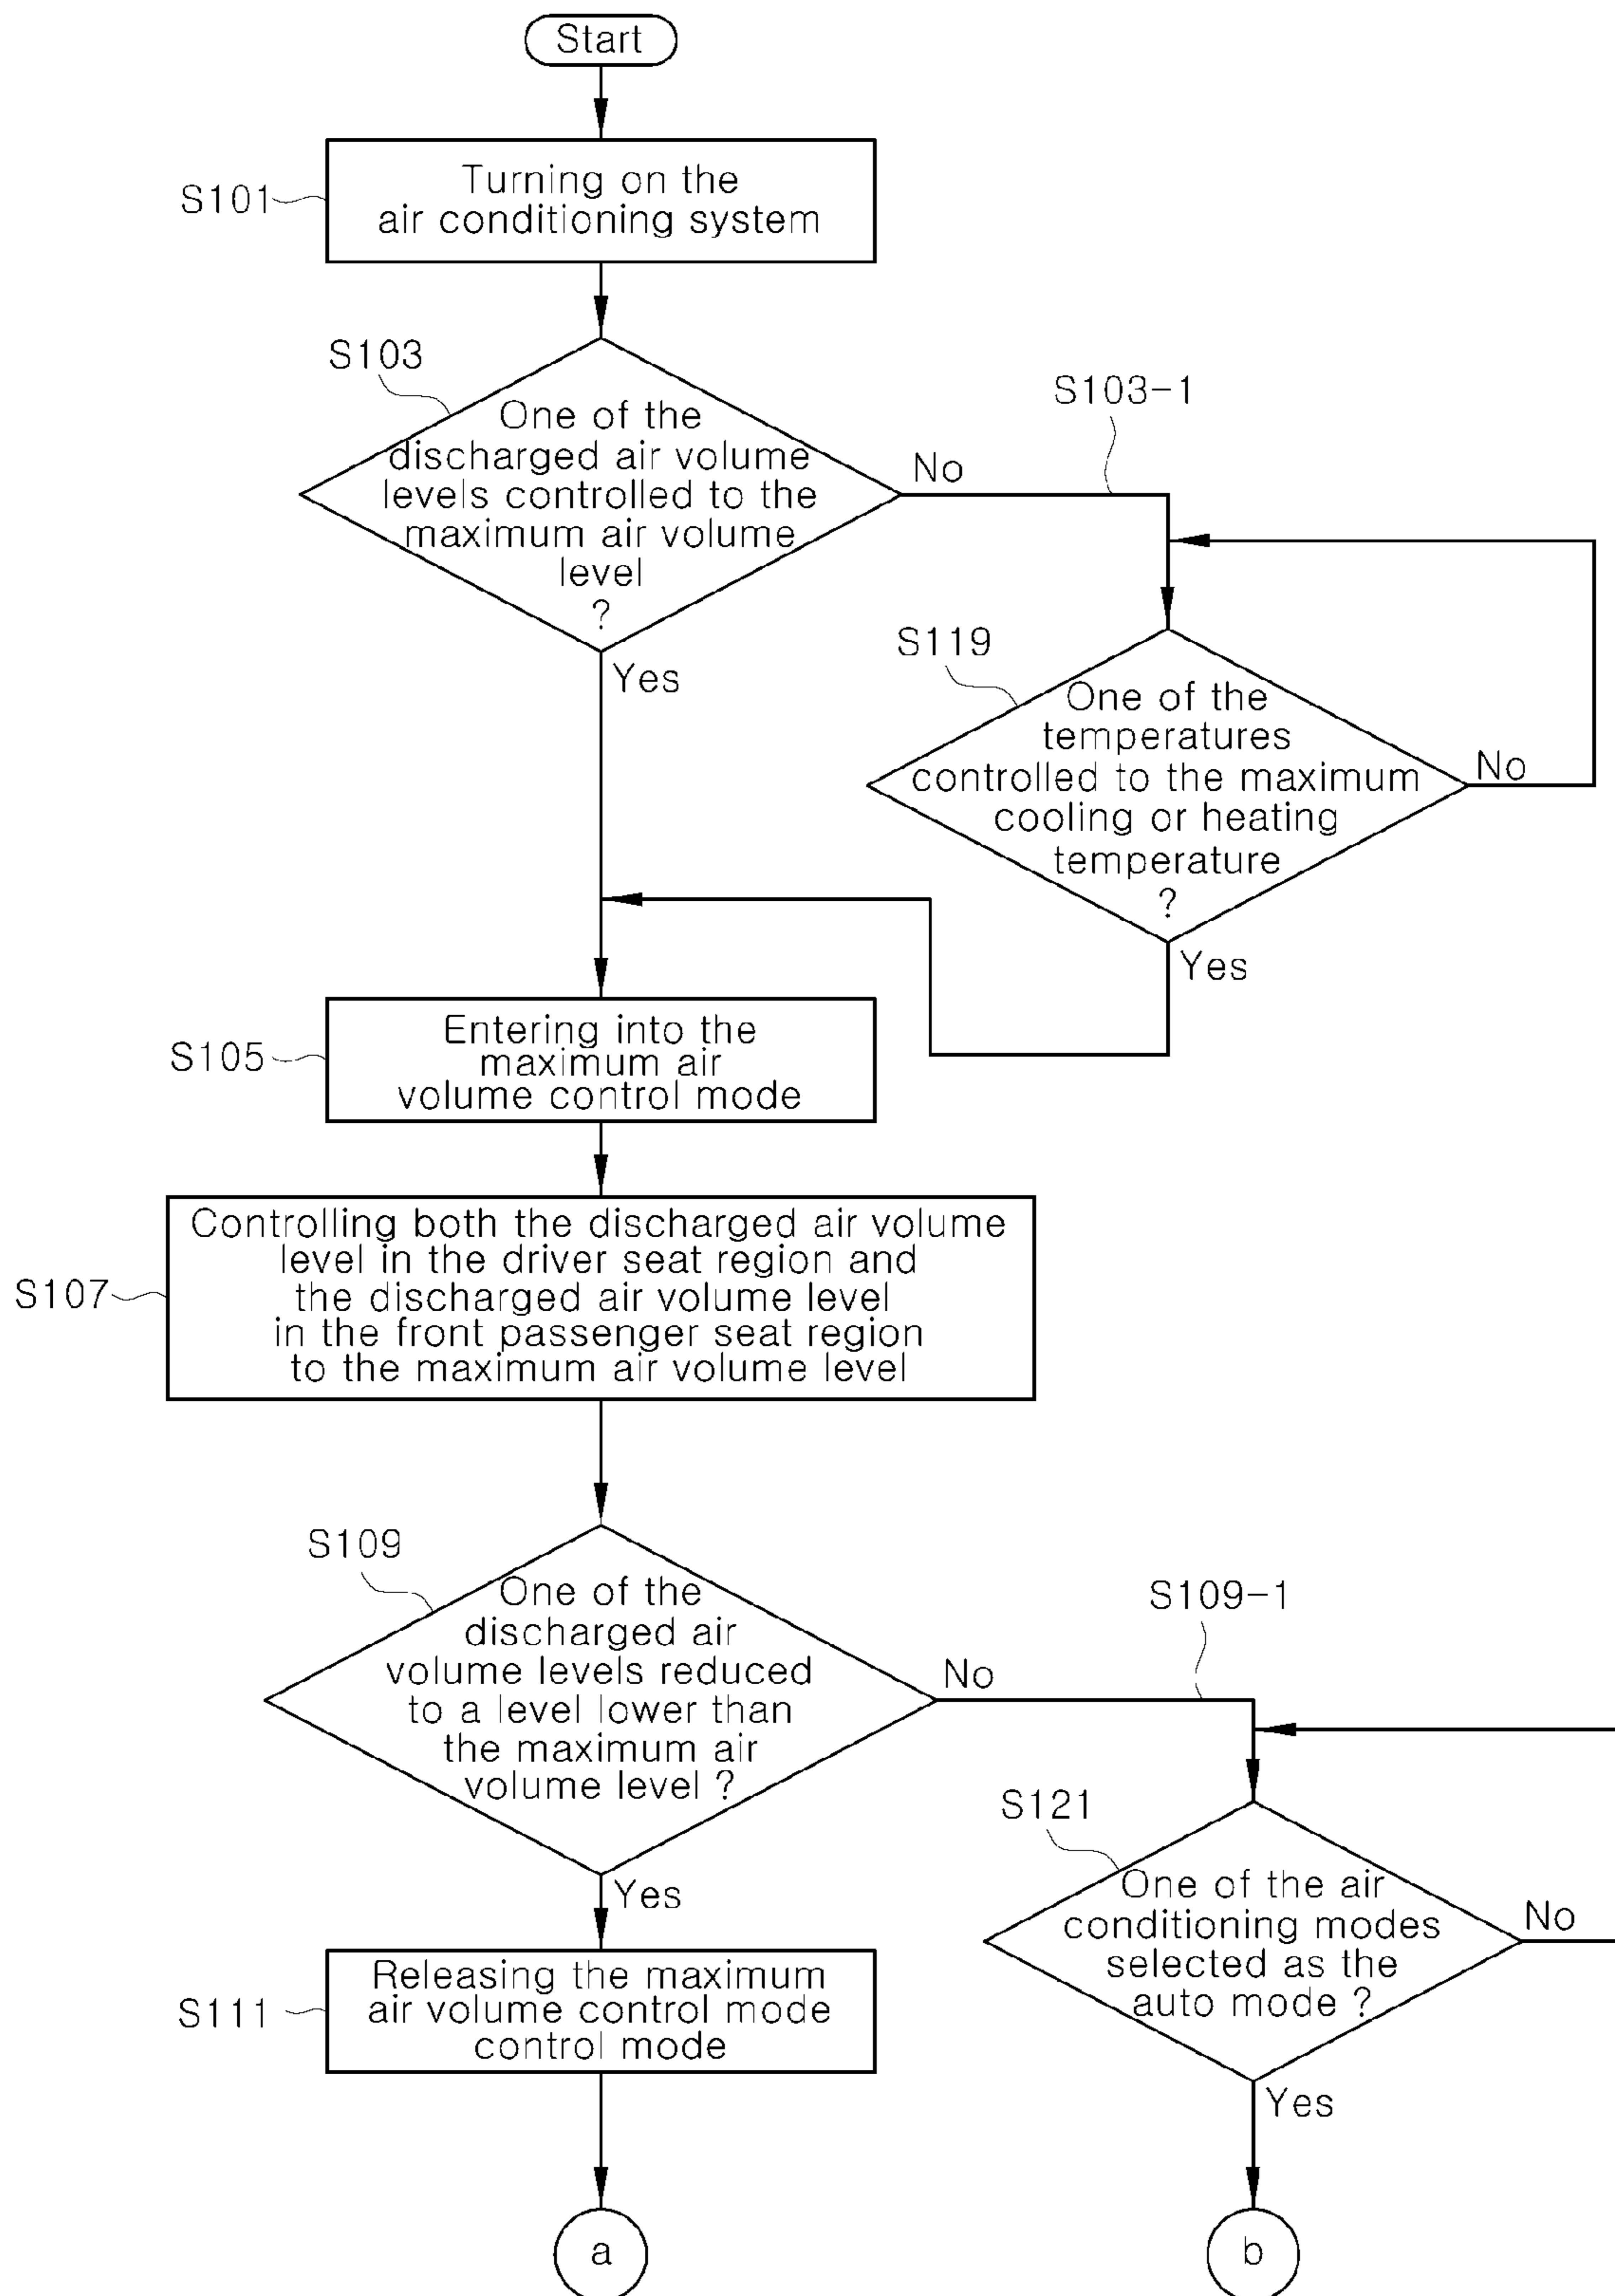 Start
S101
Turning on the
air conditioning system
S103
One of the
discharged air volume
levels controlled to the
maximum air volume
level
?
No
S103-1
Yes
S119
One of the
temperatures
controlled to the maximum
cooling or heating
temperature
?
No
Yes
S105
Entering into the
maximum air
volume control mode
S107
Controlling both the discharged air volume
level in the driver seat region and
the discharged air volume level
in the front passenger seat region
to the maximum air volume level
S109
One of the
discharged air
volume levels reduced
to a level lower than
the maximum air
volume level ?
No
S109-1
Yes
S121
One of the air
conditioning modes
selected as the
auto mode ?
No
Yes
S111
Releasing the maximum
air volume control mode
control mode
a
b